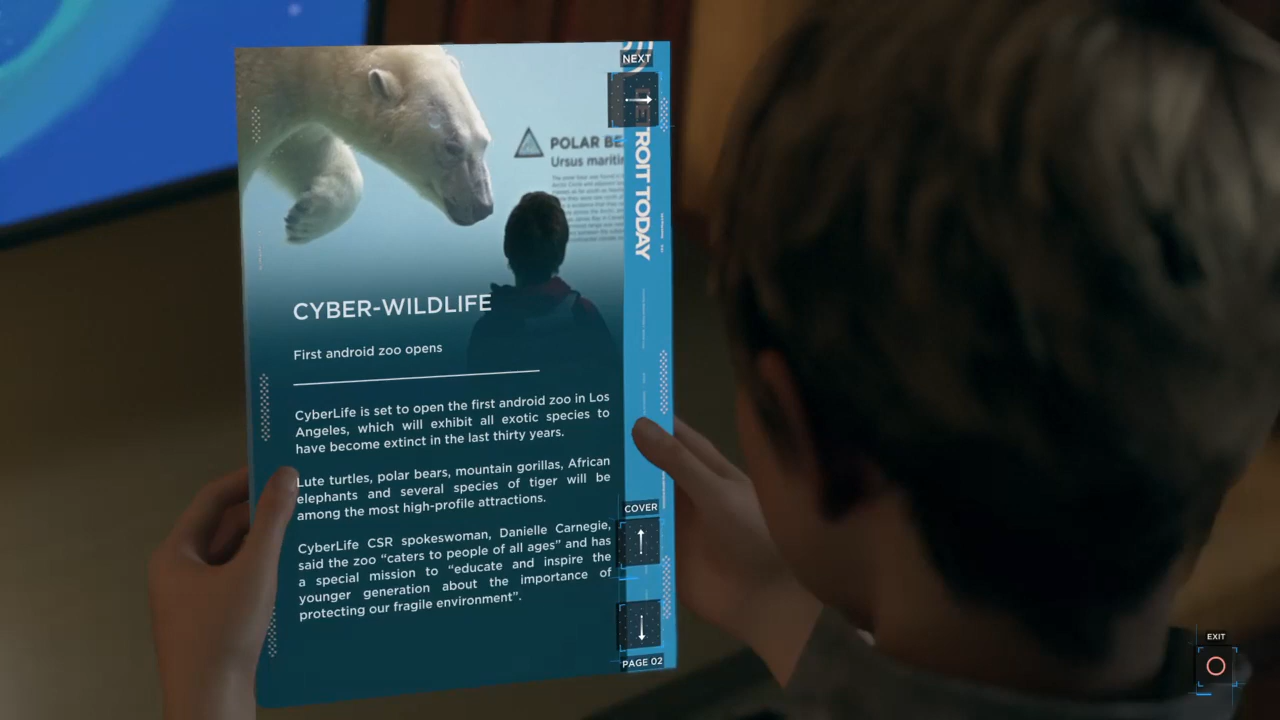 NEXT
DETROIT TODAY
POLAR BE
Ursus mariti
CYBER-WILDLIFE
First android zoo opens
CyberLife is set to open the first android zoo in Los
Angeles, which will exhibit all exotic species to
have become extinct in the last thirty years.
Lute turtles, polar bears, mountain gorillas, African
elephants and several species of tiger will be
among the most high-profile attractions.
CyberLife CSR spokeswoman, Danielle Carnegie,
said the zoo “caters to people of all ages” and has
a special mission to “educate and inspire the
younger generation about the importance of
protecting our fragile environment”.
COVER
PAGE 02
EXIT